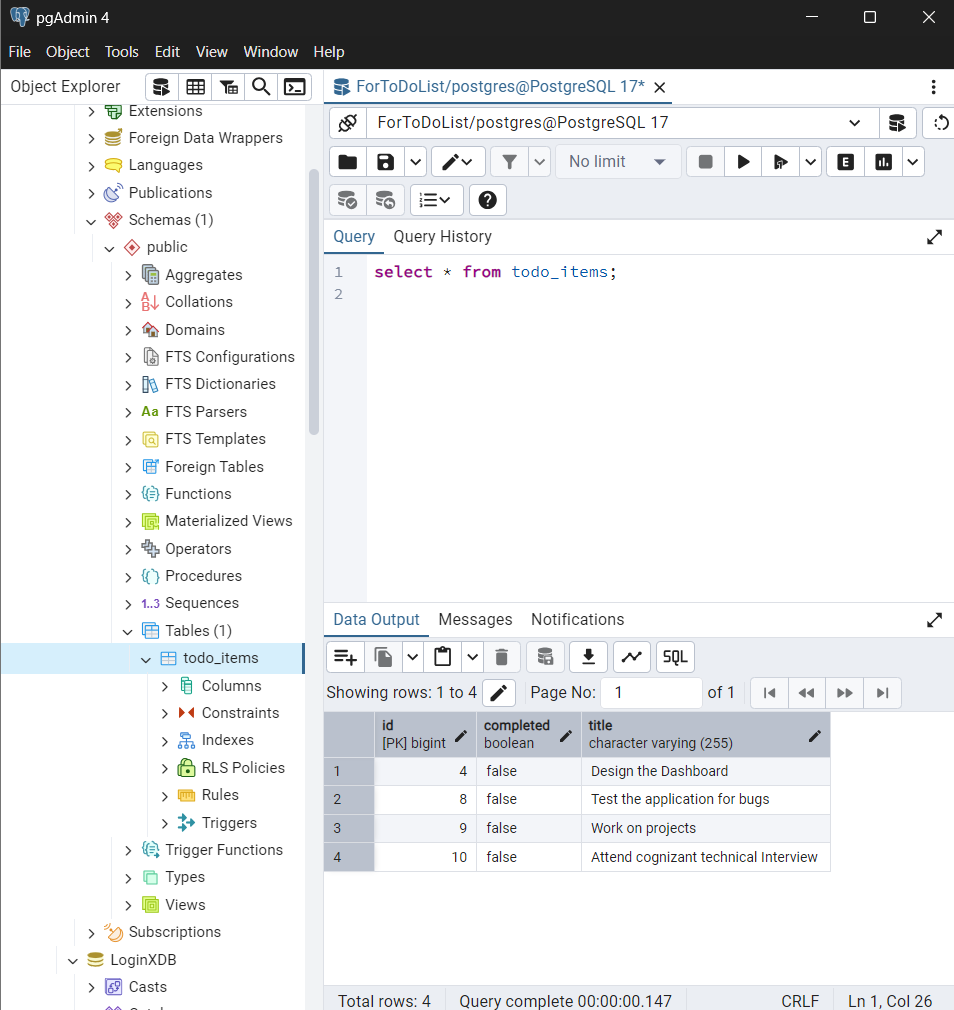 pgAdmin 4
File Object Tools Edit View Window Help
Object Explorer
Extensions
Foreign Data Wrappers
Languages
Publications
Schemas (1)
public
Aggregates
Collations
Domains
FTS Configurations
FTS Dictionaries
Aa FTS Parsers
FTS Templates
Foreign Tables
Functions
Materialized Views
Operators
Procedures
1..3 Sequences
Tables (1)
todo_items
Columns
Constraints
Indexes
RLS Policies
Rules
Triggers
Trigger Functions
Types
Views
Subscriptions
LoginXDB
Casts
ForToDoList/postgres@PostgreSQL 17*
ForToDoList/postgres@PostgreSQL 17
No limit
E
Query Query History
1 select * from todo_items;
2
Data Output Messages Notifications
SQL
Showing rows: 1 to 4 Page No: 1 of 1
id completed title
[PK] bigint boolean character varying (255)
1 4 false Design the Dashboard
2 8 false Test the application for bugs
3 9 false Work on projects
4 10 false Attend cognizant technical Interview
Total rows: 4 Query complete 00:00:00.147 CRLF Ln 1, Col 26